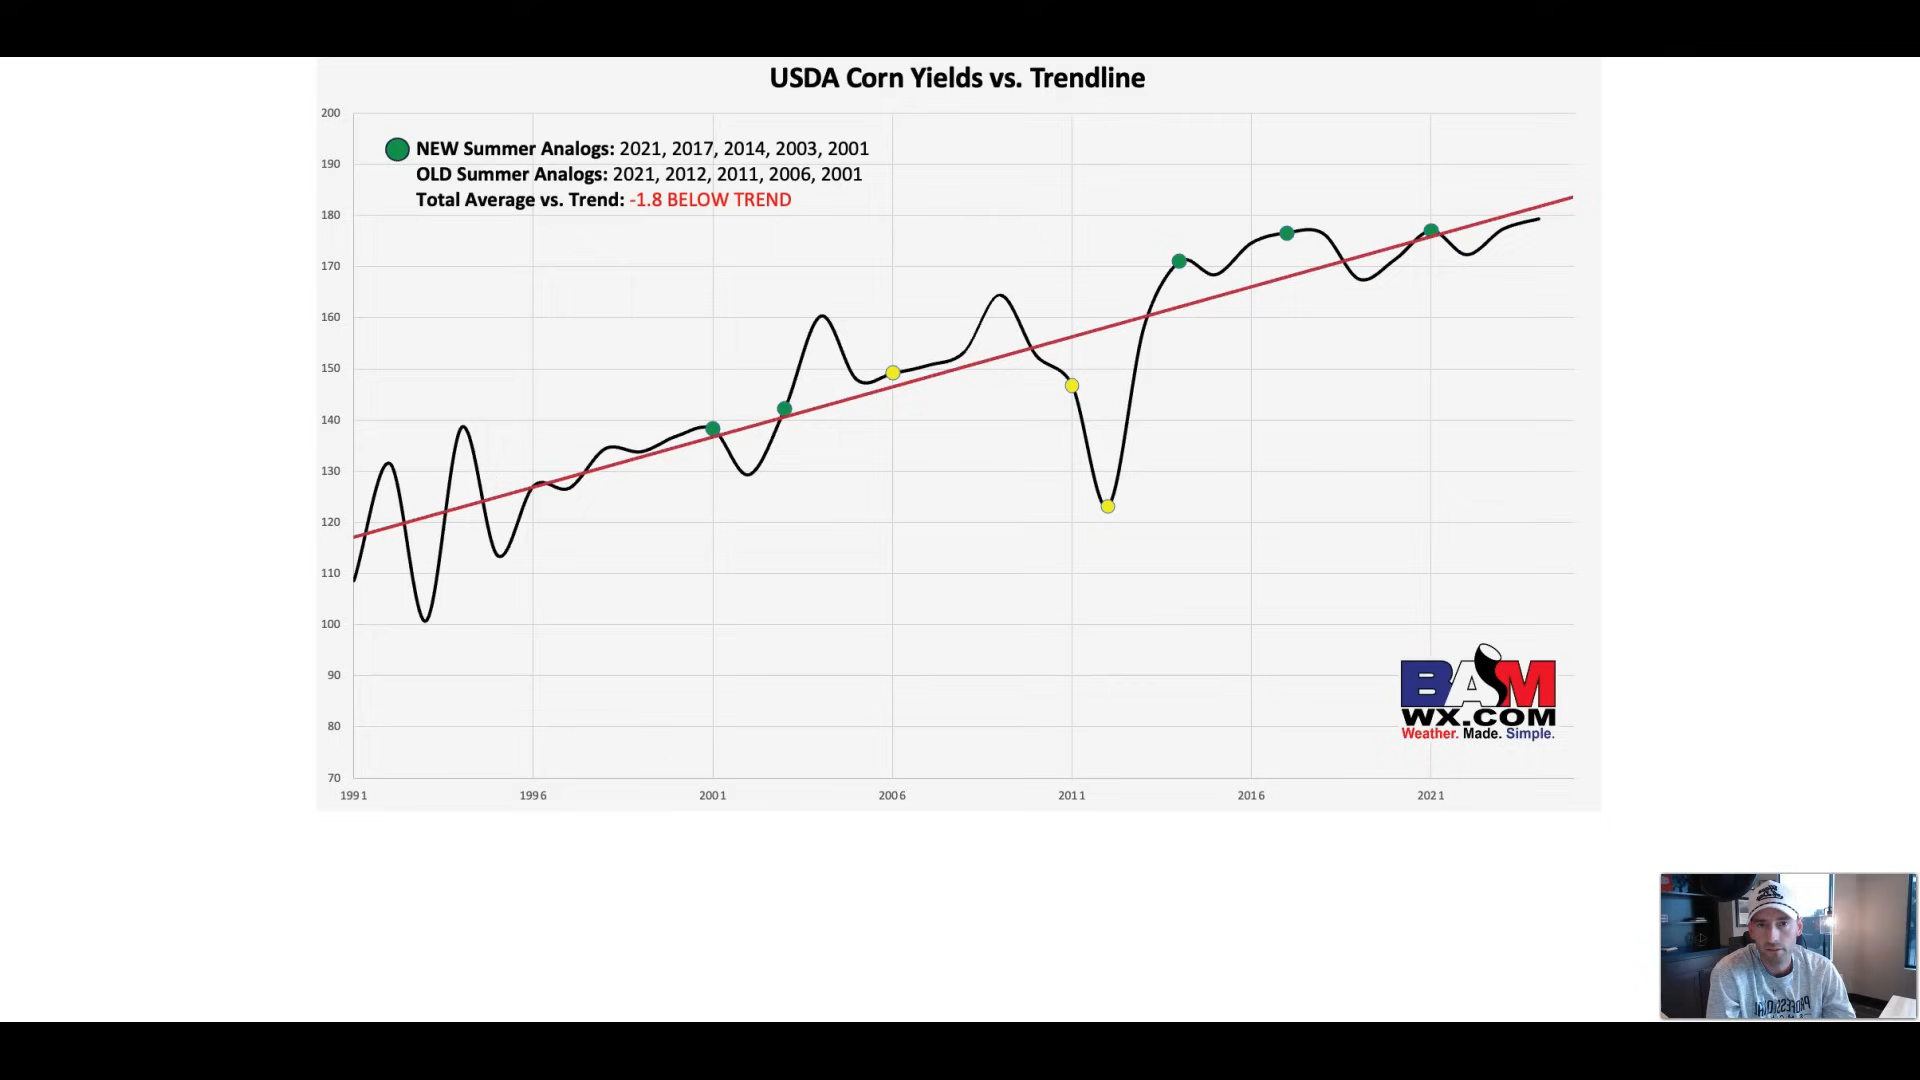 USDA Corn Yields vs. Trendline
200
NEW Summer Analogs: 2021, 2017, 2014, 2003, 2001
190
OLD Summer Analogs: 2021, 2012, 2011, 2006, 2001
Total Average vs. Trend: -1.8 BELOW TREND
180
170
160
150
140
130
120
110
100
90
80
70
BAM
WX.COM
Weather. Made. Simple.
1991 1996 2001 2006 2011 2016 2021